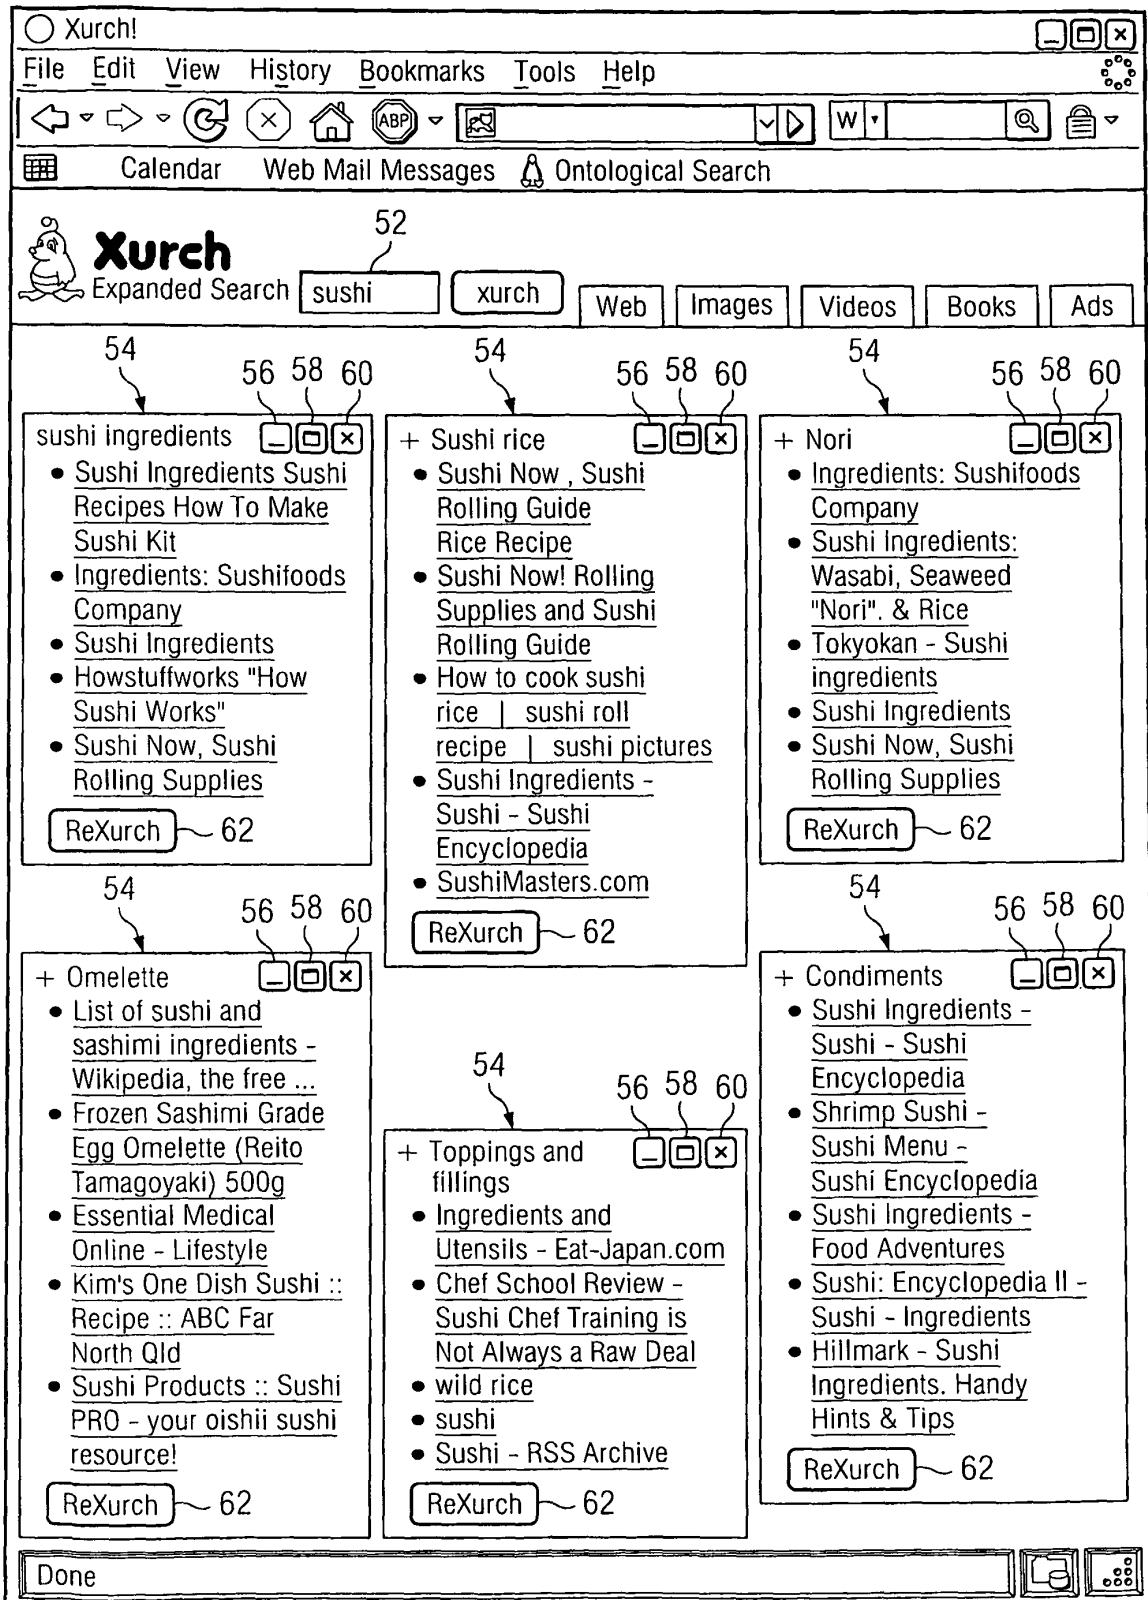 Xurch!
File Edit View History Bookmarks Tools Help
ABP W
Calendar Web Mail Messages Ontological Search
Xurch
Expanded Search sushi xurch Web Images Videos Books Ads
52
54
56 58 60
sushi ingredients
• Sushi Ingredients Sushi
Recipes How To Make
Sushi Kit
• Ingredients: Sushifoods
Company
• Sushi Ingredients
• Howstuffworks "How
Sushi Works"
• Sushi Now, Sushi
Rolling Supplies
ReXurch 62
54
56 58 60
+ Sushi rice
• Sushi Now , Sushi
Rolling Guide
Rice Recipe
• Sushi Now! Rolling
Supplies and Sushi
Rolling Guide
• How to cook sushi
rice | sushi roll
recipe | sushi pictures
• Sushi Ingredients -
Sushi - Sushi
Encyclopedia
• SushiMasters.com
ReXurch 62
54
56 58 60
+ Nori
• Ingredients: Sushifoods
Company
• Sushi Ingredients:
Wasabi, Seaweed
"Nori". & Rice
• Tokyokan - Sushi
ingredients
• Sushi Ingredients
• Sushi Now, Sushi
Rolling Supplies
ReXurch 62
54
56 58 60
+ Omelette
• List of sushi and
sashimi ingredients -
Wikipedia, the free ...
• Frozen Sashimi Grade
Egg Omelette (Reito
Tamagoyaki) 500g
• Essential Medical
Online - Lifestyle
• Kim's One Dish Sushi ::
Recipe :: ABC Far
North Qld
• Sushi Products :: Sushi
PRO - your oishii sushi
resource!
ReXurch 62
54
56 58 60
+ Toppings and
fillings
• Ingredients and
Utensils - Eat-Japan.com
• Chef School Review -
Sushi Chef Training is
Not Always a Raw Deal
• wild rice
• sushi
• Sushi - RSS Archive
ReXurch 62
54
56 58 60
+ Condiments
• Sushi Ingredients -
Sushi - Sushi
Encyclopedia
• Shrimp Sushi -
Sushi Menu -
Sushi Encyclopedia
• Sushi Ingredients -
Food Adventures
• Sushi: Encyclopedia II -
Sushi - Ingredients
• Hillmark - Sushi
Ingredients. Handy
Hints & Tips
ReXurch 62
Done